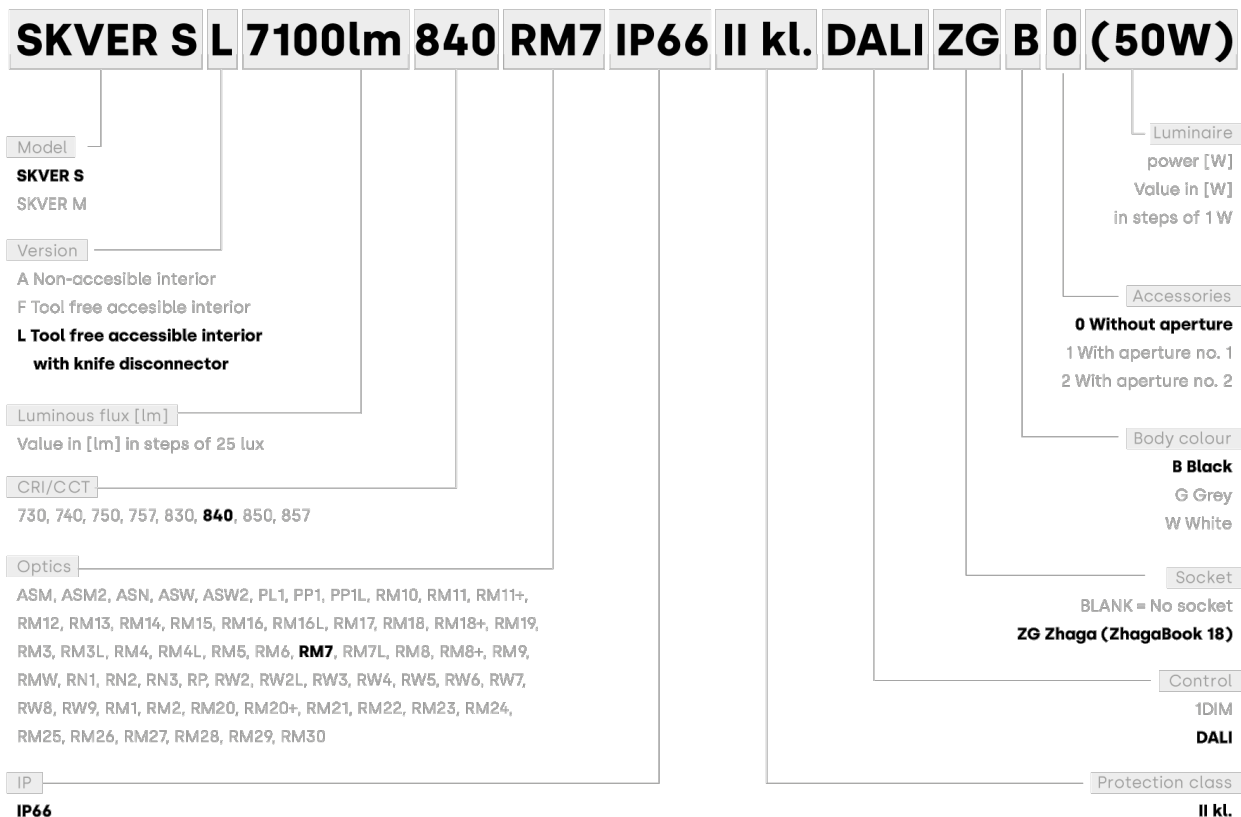 SKVER S L 7100lm 840 RM7 IP66 II kl. DALI ZG B 0 (50W)
Model
SKVER S
SKVER M
Version
A Non-accesible interior
F Tool free accesible interior
L Tool free accessible interior
with knife disconnector
Luminous flux [lm]
Value in [lm] in steps of 25 lux
CRI/CCT
730, 740, 750, 757, 830, 840, 850, 857
Optics
ASM, ASM2, ASN, ASW, ASW2, PL1, PP1, PP1L, RM10, RM11, RM11+,
RM12, RM13, RM14, RM15, RM16, RM16L, RM17, RM18, RM18+, RM19,
RM3, RM3L, RM4, RM4L, RM5, RM6, RM7, RM7L, RM8, RM8+, RM9,
RMW, RN1, RN2, RN3, RP, RW2, RW2L, RW3, RW4, RW5, RW6, RW7,
RW8, RW9, RM1, RM2, RM20, RM20+, RM21, RM22, RM23, RM24,
RM25, RM26, RM27, RM28, RM29, RM30
IP
IP66
Luminaire
power [W]
Value in [W]
in steps of 1 W
Accessories
0 Without aperture
1 With aperture no. 1
2 With aperture no. 2
Body colour
B Black
G Grey
W White
Socket
BLANK = No socket
ZG Zhaga (ZhagaBook 18)
Control
1DIM
DALI
Protection class
II kl.